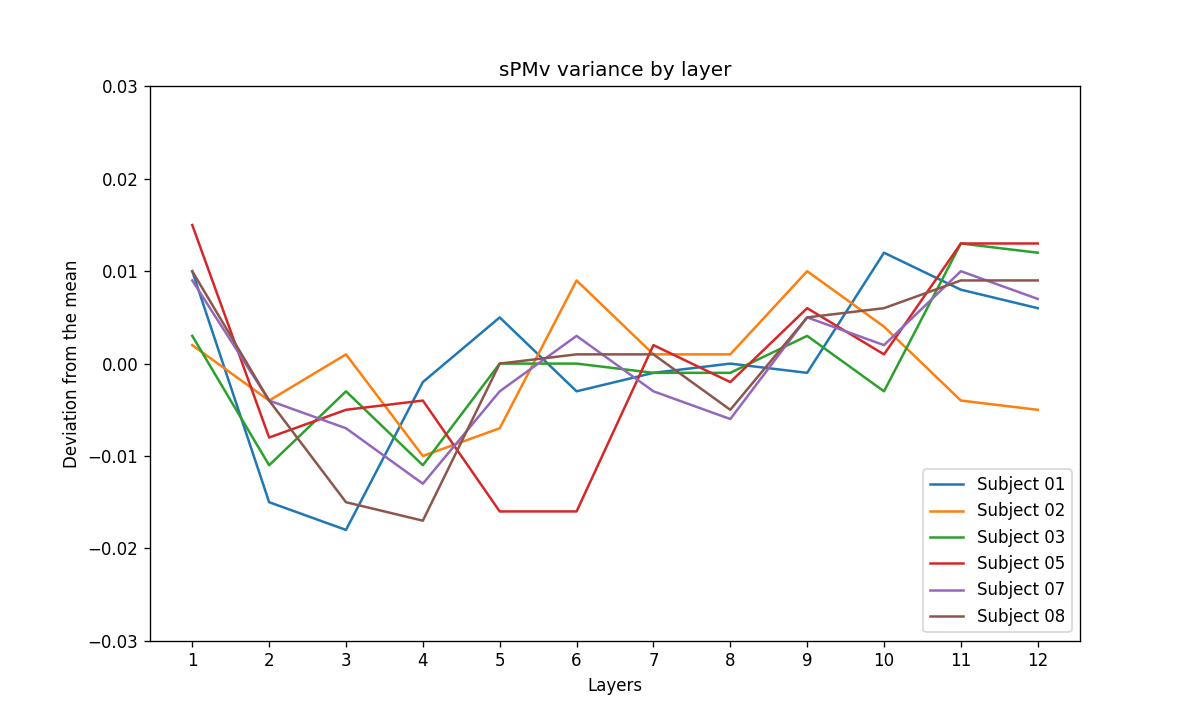 sPMv variance by layer
0.03
0.02
0.01
0.00
−0.01
−0.02
−0.03
Deviation from the mean
1 2 3 4 5 6 7 8 9 10 11 12
Layers
Subject 01
Subject 02
Subject 03
Subject 05
Subject 07
Subject 08